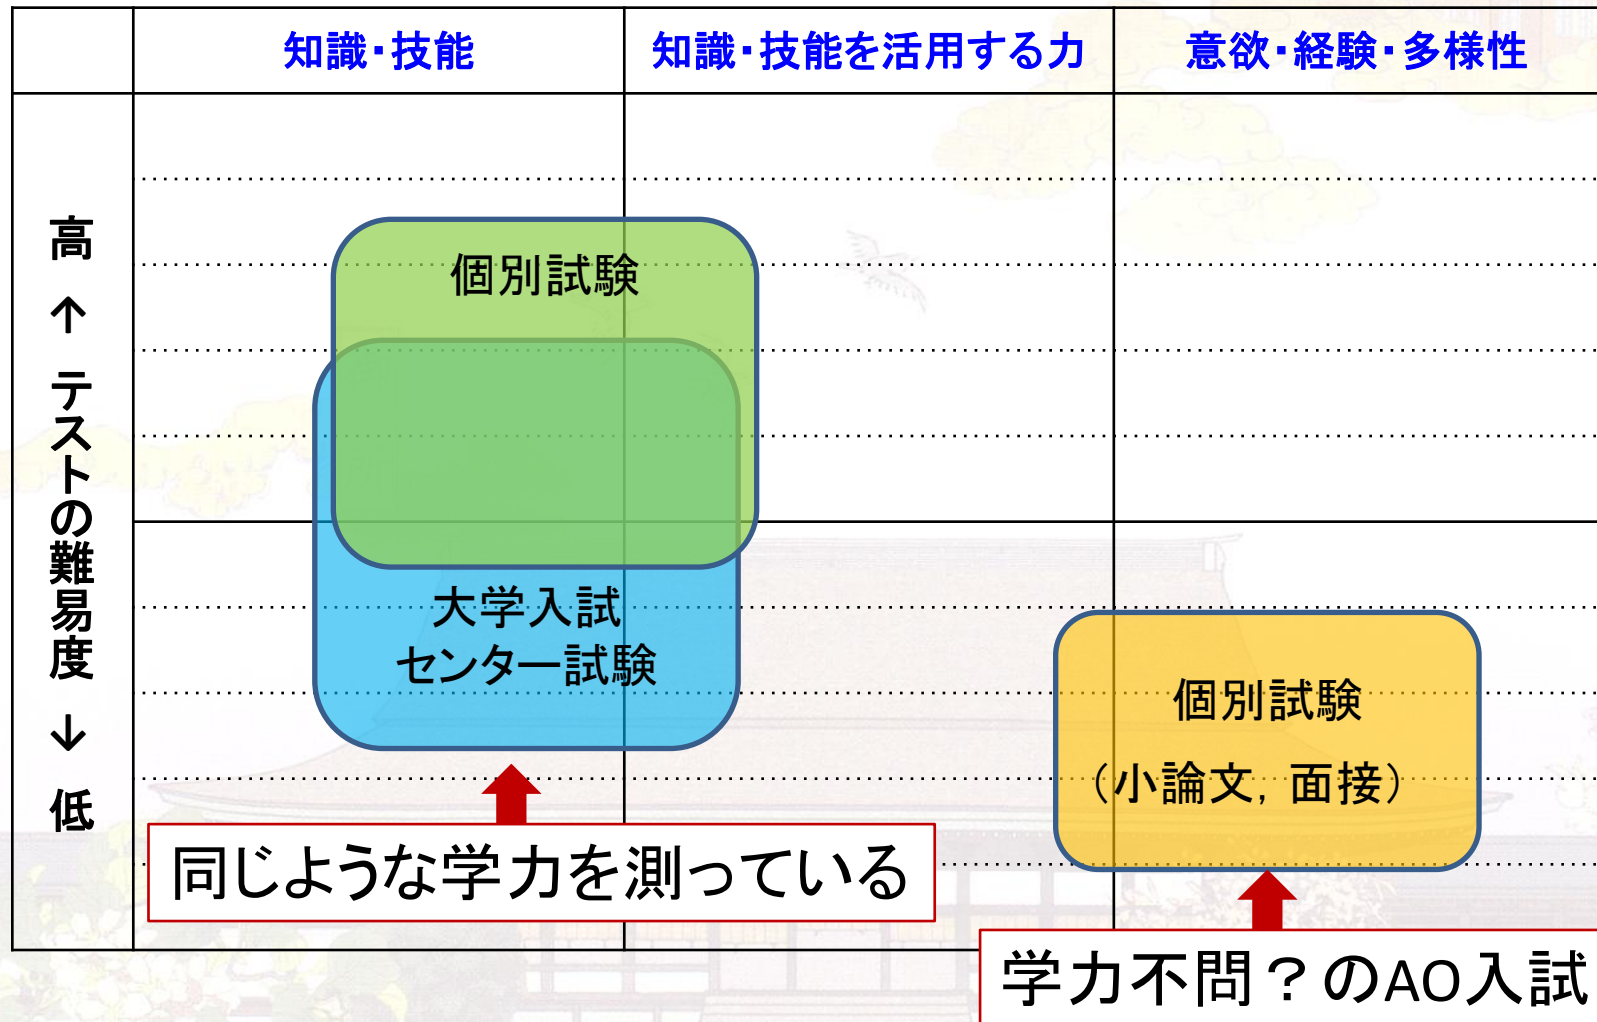 知識・技能
知識・技能を活用する力
意欲・経験・多様性
高 ↑ テストの難易度 ↓ 低
個別試験
大学入試
センター試験
個別試験
（小論文，面接）
同じような学力を測っている
学力不問？のAO入試